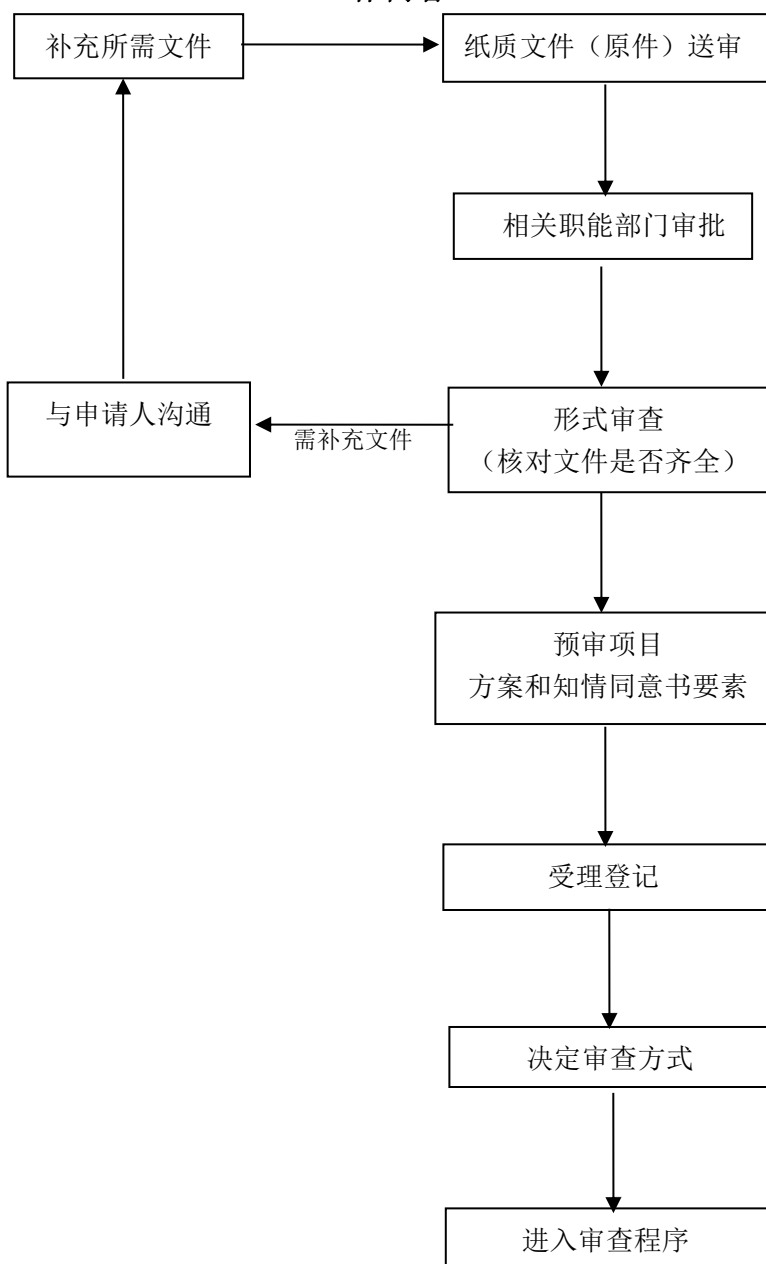 补充所需文件
纸质文件（原件）送审
相关职能部门审批
与申请人沟通
需补充文件
形式审查
（核对文件是否齐全）
预审项目
方案和知情同意书要素
受理登记
决定审查方式
进入审查程序